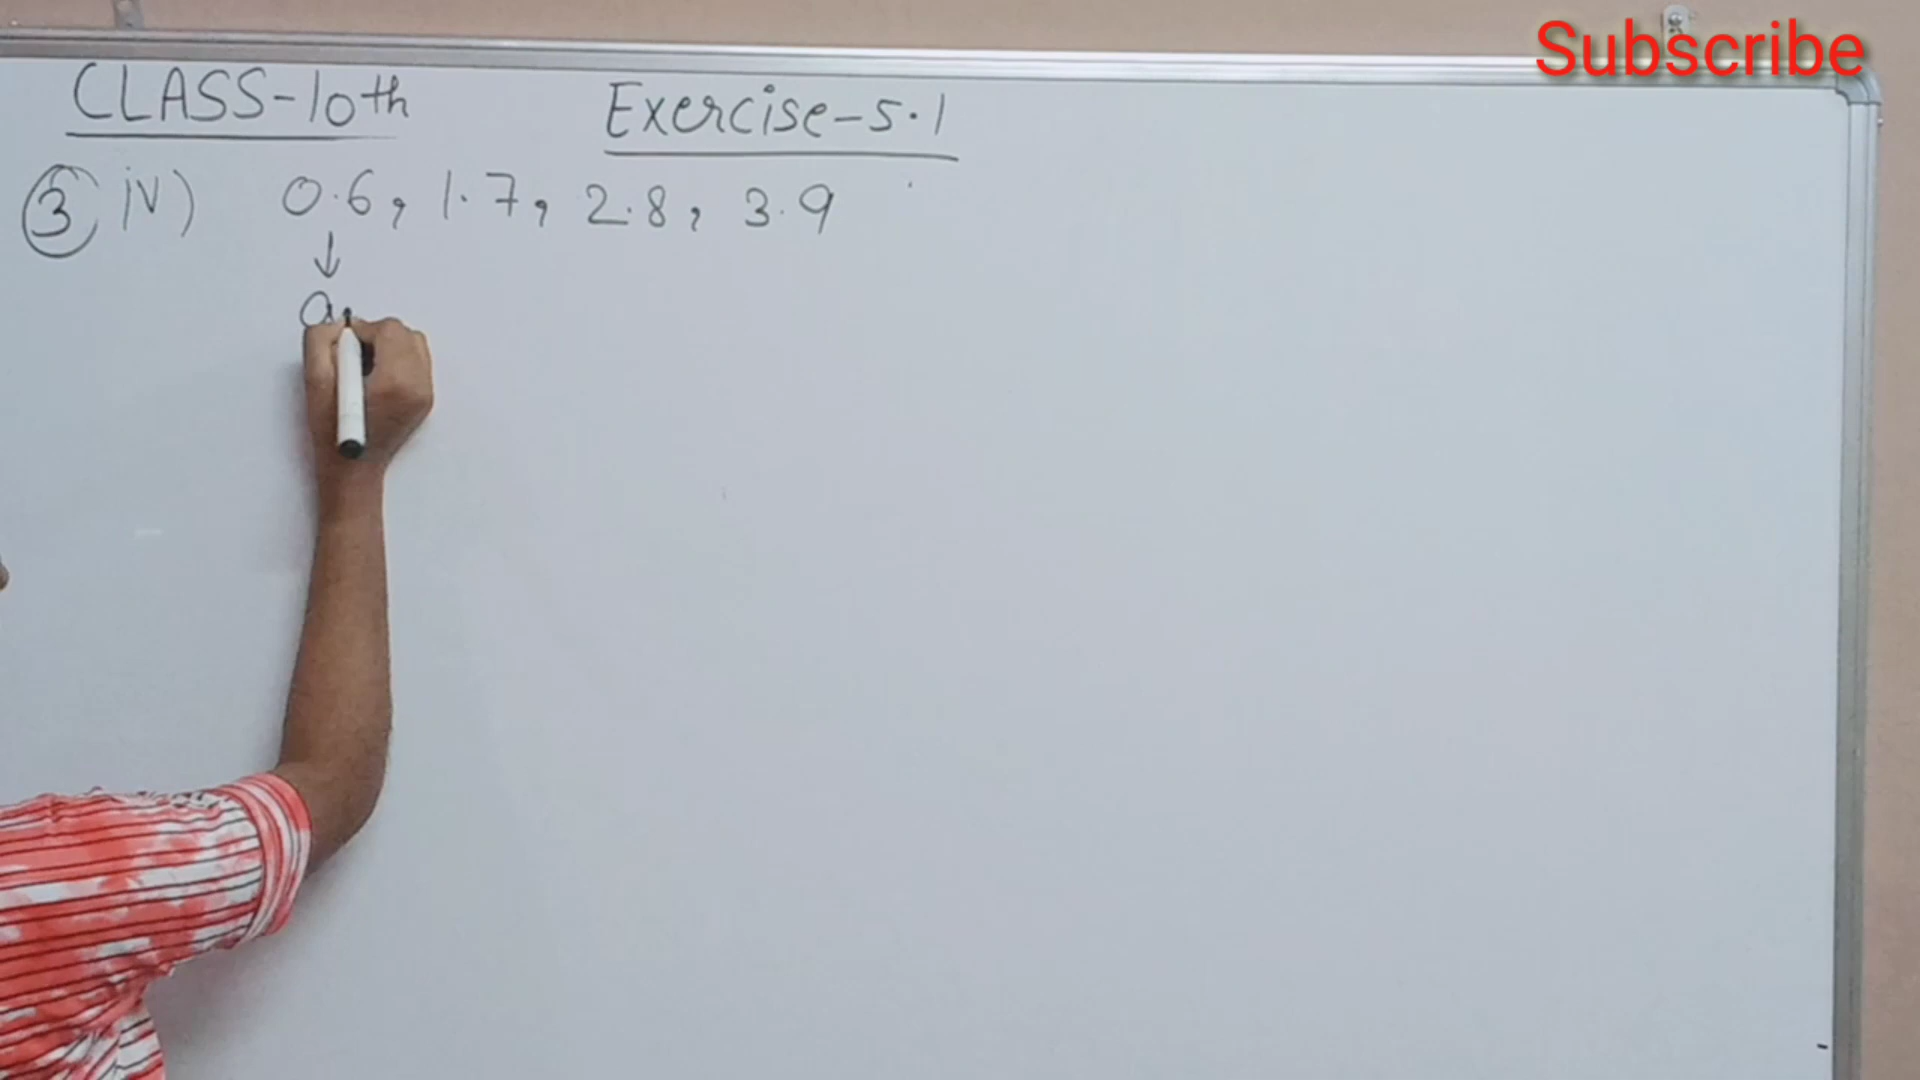 Subscribe
CLASS-10th Exercise-5.1
3 iv) 0.6, 1.7, 2.8, 3.9
↓
a